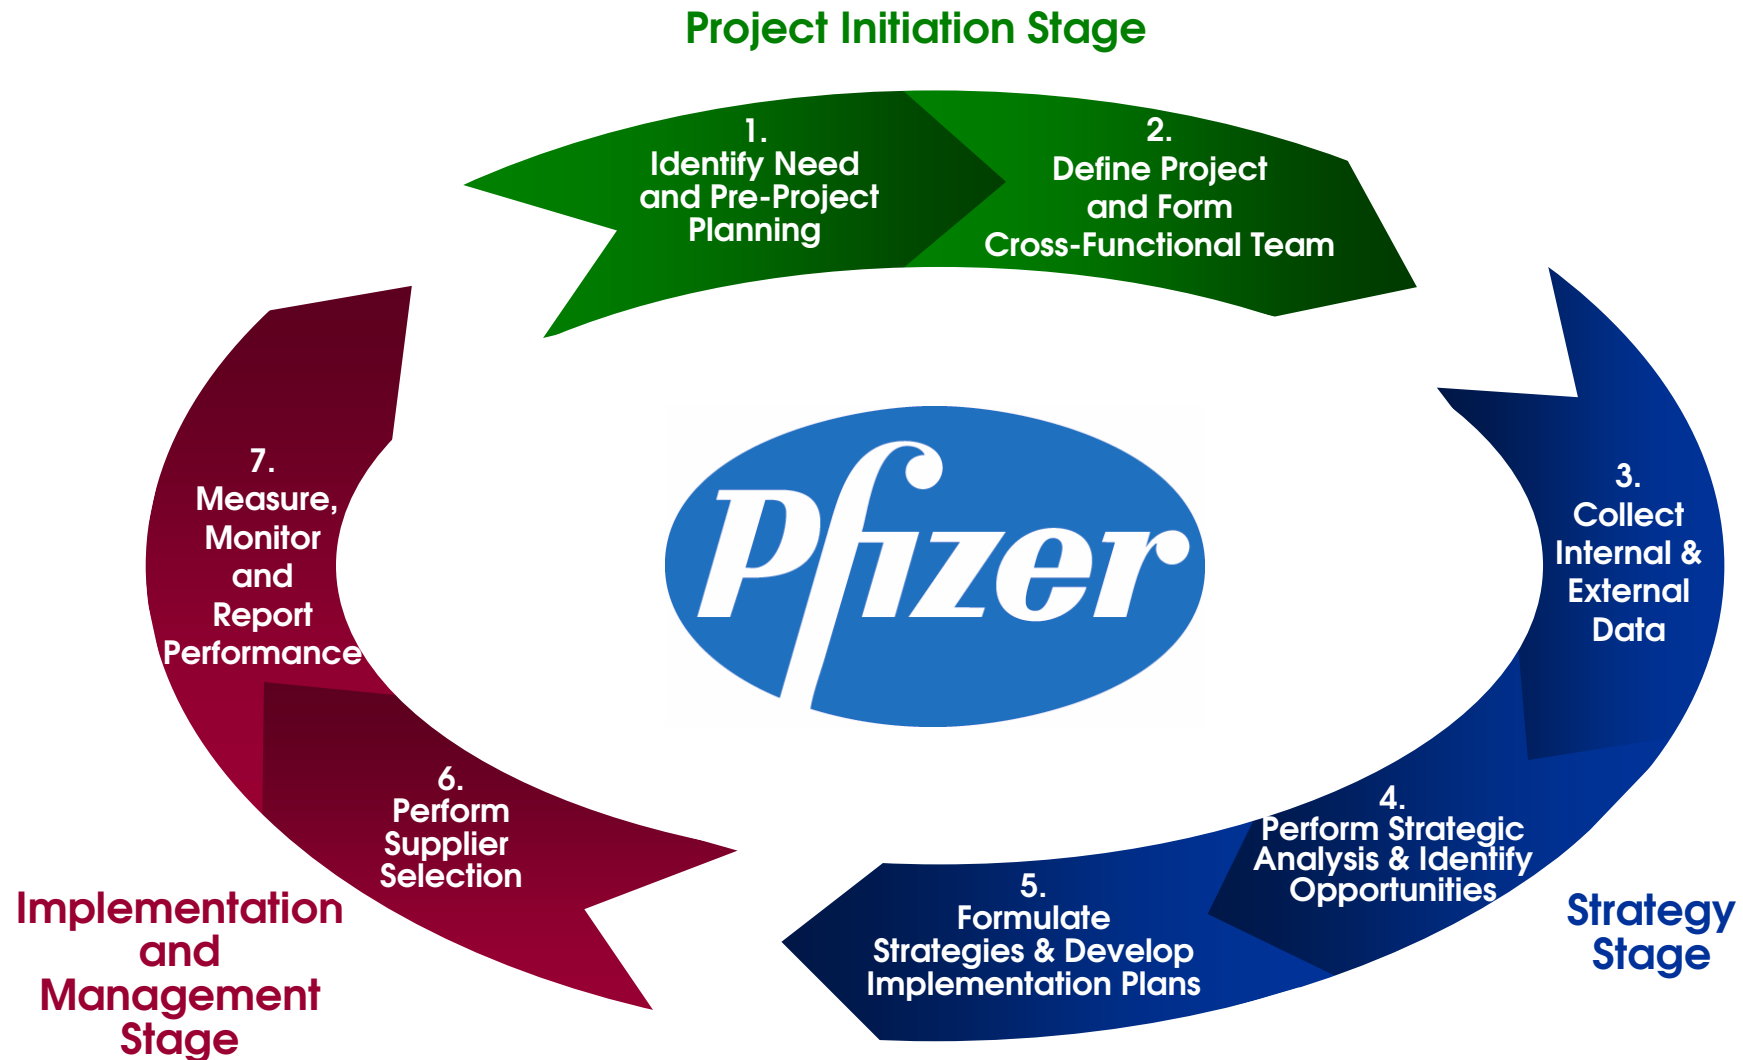 Project Initiation Stage
1.
Identify Need
and Pre-Project
Planning
2.
Define Project
and Form
Cross-Functional Team
3.
Collect
Internal &
External
Data
4.
Perform Strategic
Analysis & Identify
Opportunities
Strategy
Stage
5.
Formulate
Strategies & Develop
Implementation Plans
6.
Perform
Supplier
Selection
7.
Measure,
Monitor
and
Report
Performance
Implementation
and
Management
Stage
Pfizer